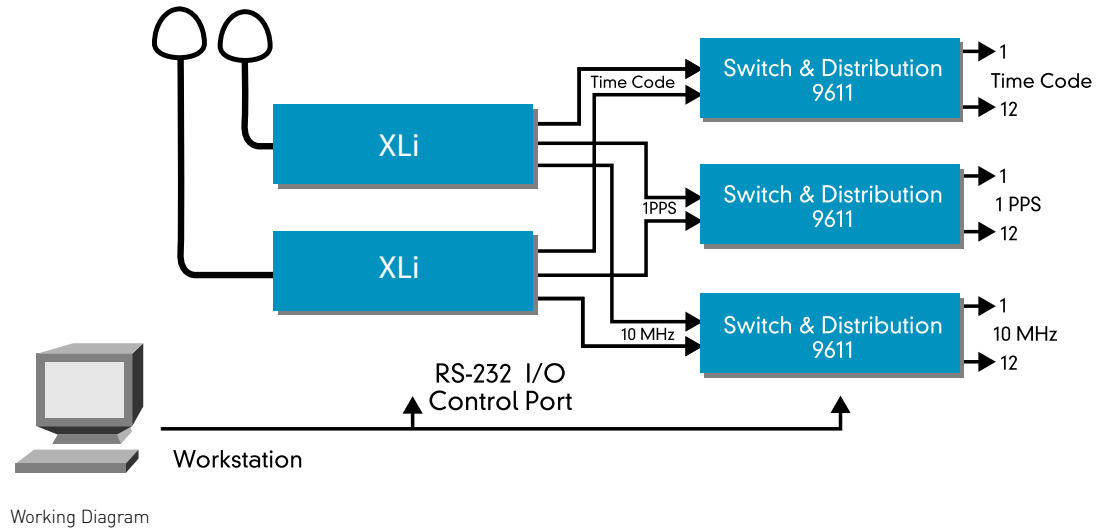 Switch & Distribution
9611
1
Time Code
12
Time Code
XLi
Switch & Distribution
9611
1
1 PPS
12
1PPS
XLi
Switch & Distribution
9611
1
10 MHz
12
10 MHz
RS-232 I/O
Control Port
Workstation
Working Diagram